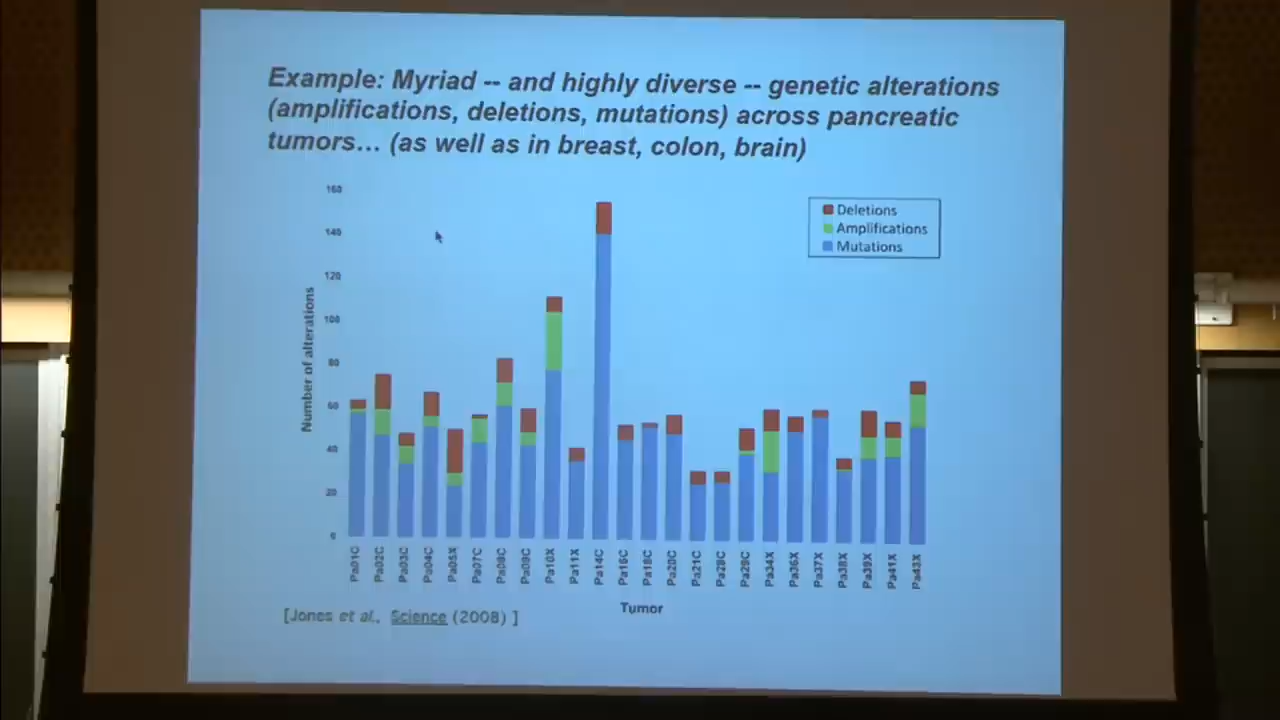 Example: Myriad -- and highly diverse -- genetic alterations
(amplifications, deletions, mutations) across pancreatic
tumors... (as well as in breast, colon, brain)
160
140
120
100
80
60
40
20
0
Number of alterations
Deletions
Amplifications
Mutations
Pa01C
Pa02C
Pa03C
Pa04C
Pa05X
Pa07C
Pa08C
Pa09C
Pa10X
Pa11X
Pa14C
Pa16C
Pa18C
Pa20C
Pa21C
Pa28C
Pa29C
Pa34X
Pa36X
Pa37X
Pa38X
Pa39X
Pa41X
Pa43X
Tumor
[Jones et al., Science (2008) ]